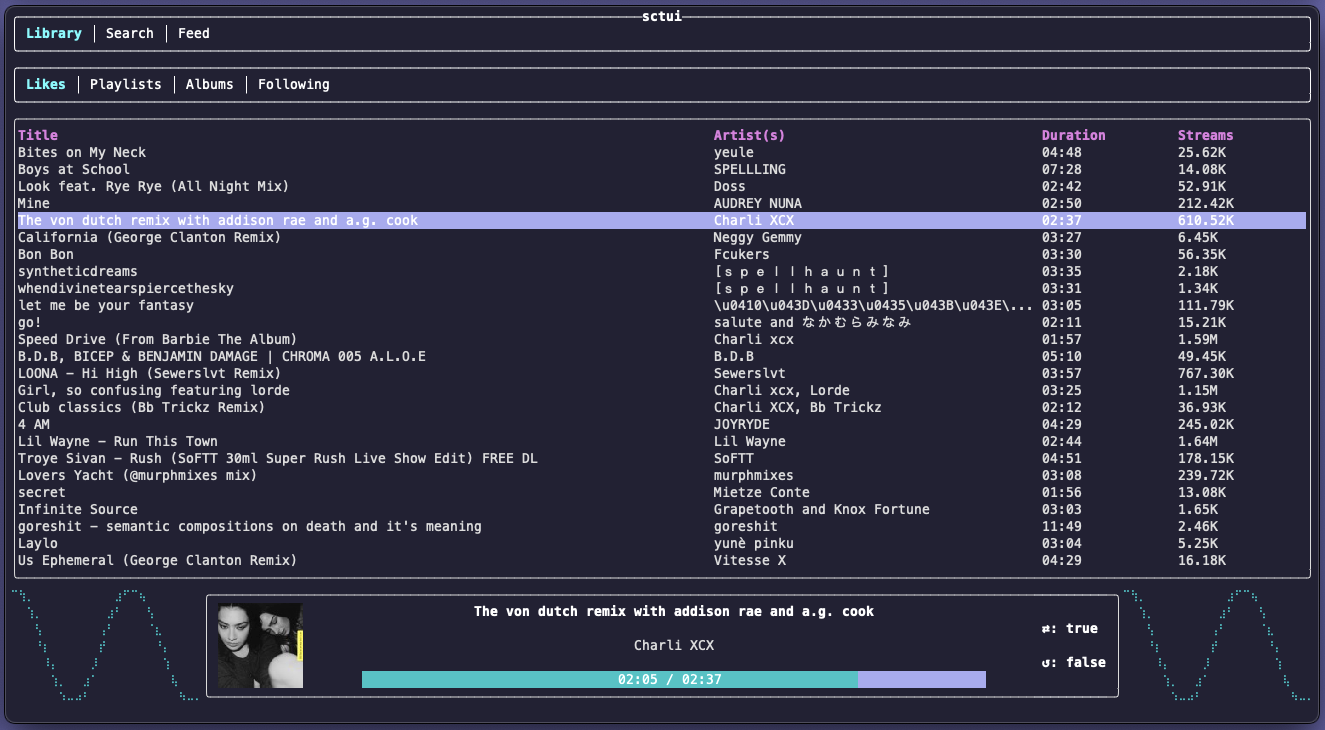 sctui
Library | Search | Feed
Likes | Playlists | Albums | Following
Title Artist(s) Duration Streams
Bites on My Neck yeule 04:48 25.62K
Boys at School SPELLLING 07:28 14.08K
Look feat. Rye Rye (All Night Mix) Doss 02:42 52.91K
Mine AUDREY NUNA 02:50 212.42K
The von dutch remix with addison rae and a.g. cook Charli XCX 02:37 610.52K
California (George Clanton Remix) Neggy Gemmy 03:27 6.45K
Bon Bon Fcukers 03:30 56.35K
syntheticdreams [ｓｐｅｌｌｈａｕｎｔ] 03:35 2.18K
whendivinetearspiercethesky [ｓｐｅｌｌｈａｕｎｔ] 03:31 1.34K
let me be your fantasy \u0410\u043D\u0433\u0435\u043B\u043E\... 03:05 111.79K
go! salute and なかむらみなみ 02:11 15.21K
Speed Drive (From Barbie The Album) Charli xcx 01:57 1.59M
B.D.B, BICEP & BENJAMIN DAMAGE | CHROMA 005 A.L.O.E B.D.B 05:10 49.45K
LOONA – Hi High (Sewerslvt Remix) Sewerslvt 03:57 767.30K
Girl, so confusing featuring lorde Charli xcx, Lorde 03:25 1.15M
Club classics (Bb Trickz Remix) Charli XCX, Bb Trickz 02:12 36.93K
4 AM JOYRYDE 04:29 245.02K
Lil Wayne – Run This Town Lil Wayne 02:44 1.64M
Troye Sivan – Rush (SoFTT 30ml Super Rush Live Show Edit) FREE DL SoFTT 04:51 178.15K
Lovers Yacht (@murphmixes mix) murphmixes 03:08 239.72K
secret Mietze Conte 01:56 13.08K
Infinite Source Grapetooth and Knox Fortune 03:03 1.65K
goreshit – semantic compositions on death and it's meaning goreshit 11:49 2.46K
Laylo yunè pinku 03:04 5.25K
Us Ephemeral (George Clanton Remix) Vitesse X 04:29 16.18K
The von dutch remix with addison rae and a.g. cook
⇄: true
Charli XCX
↺: false
02:05 / 02:37